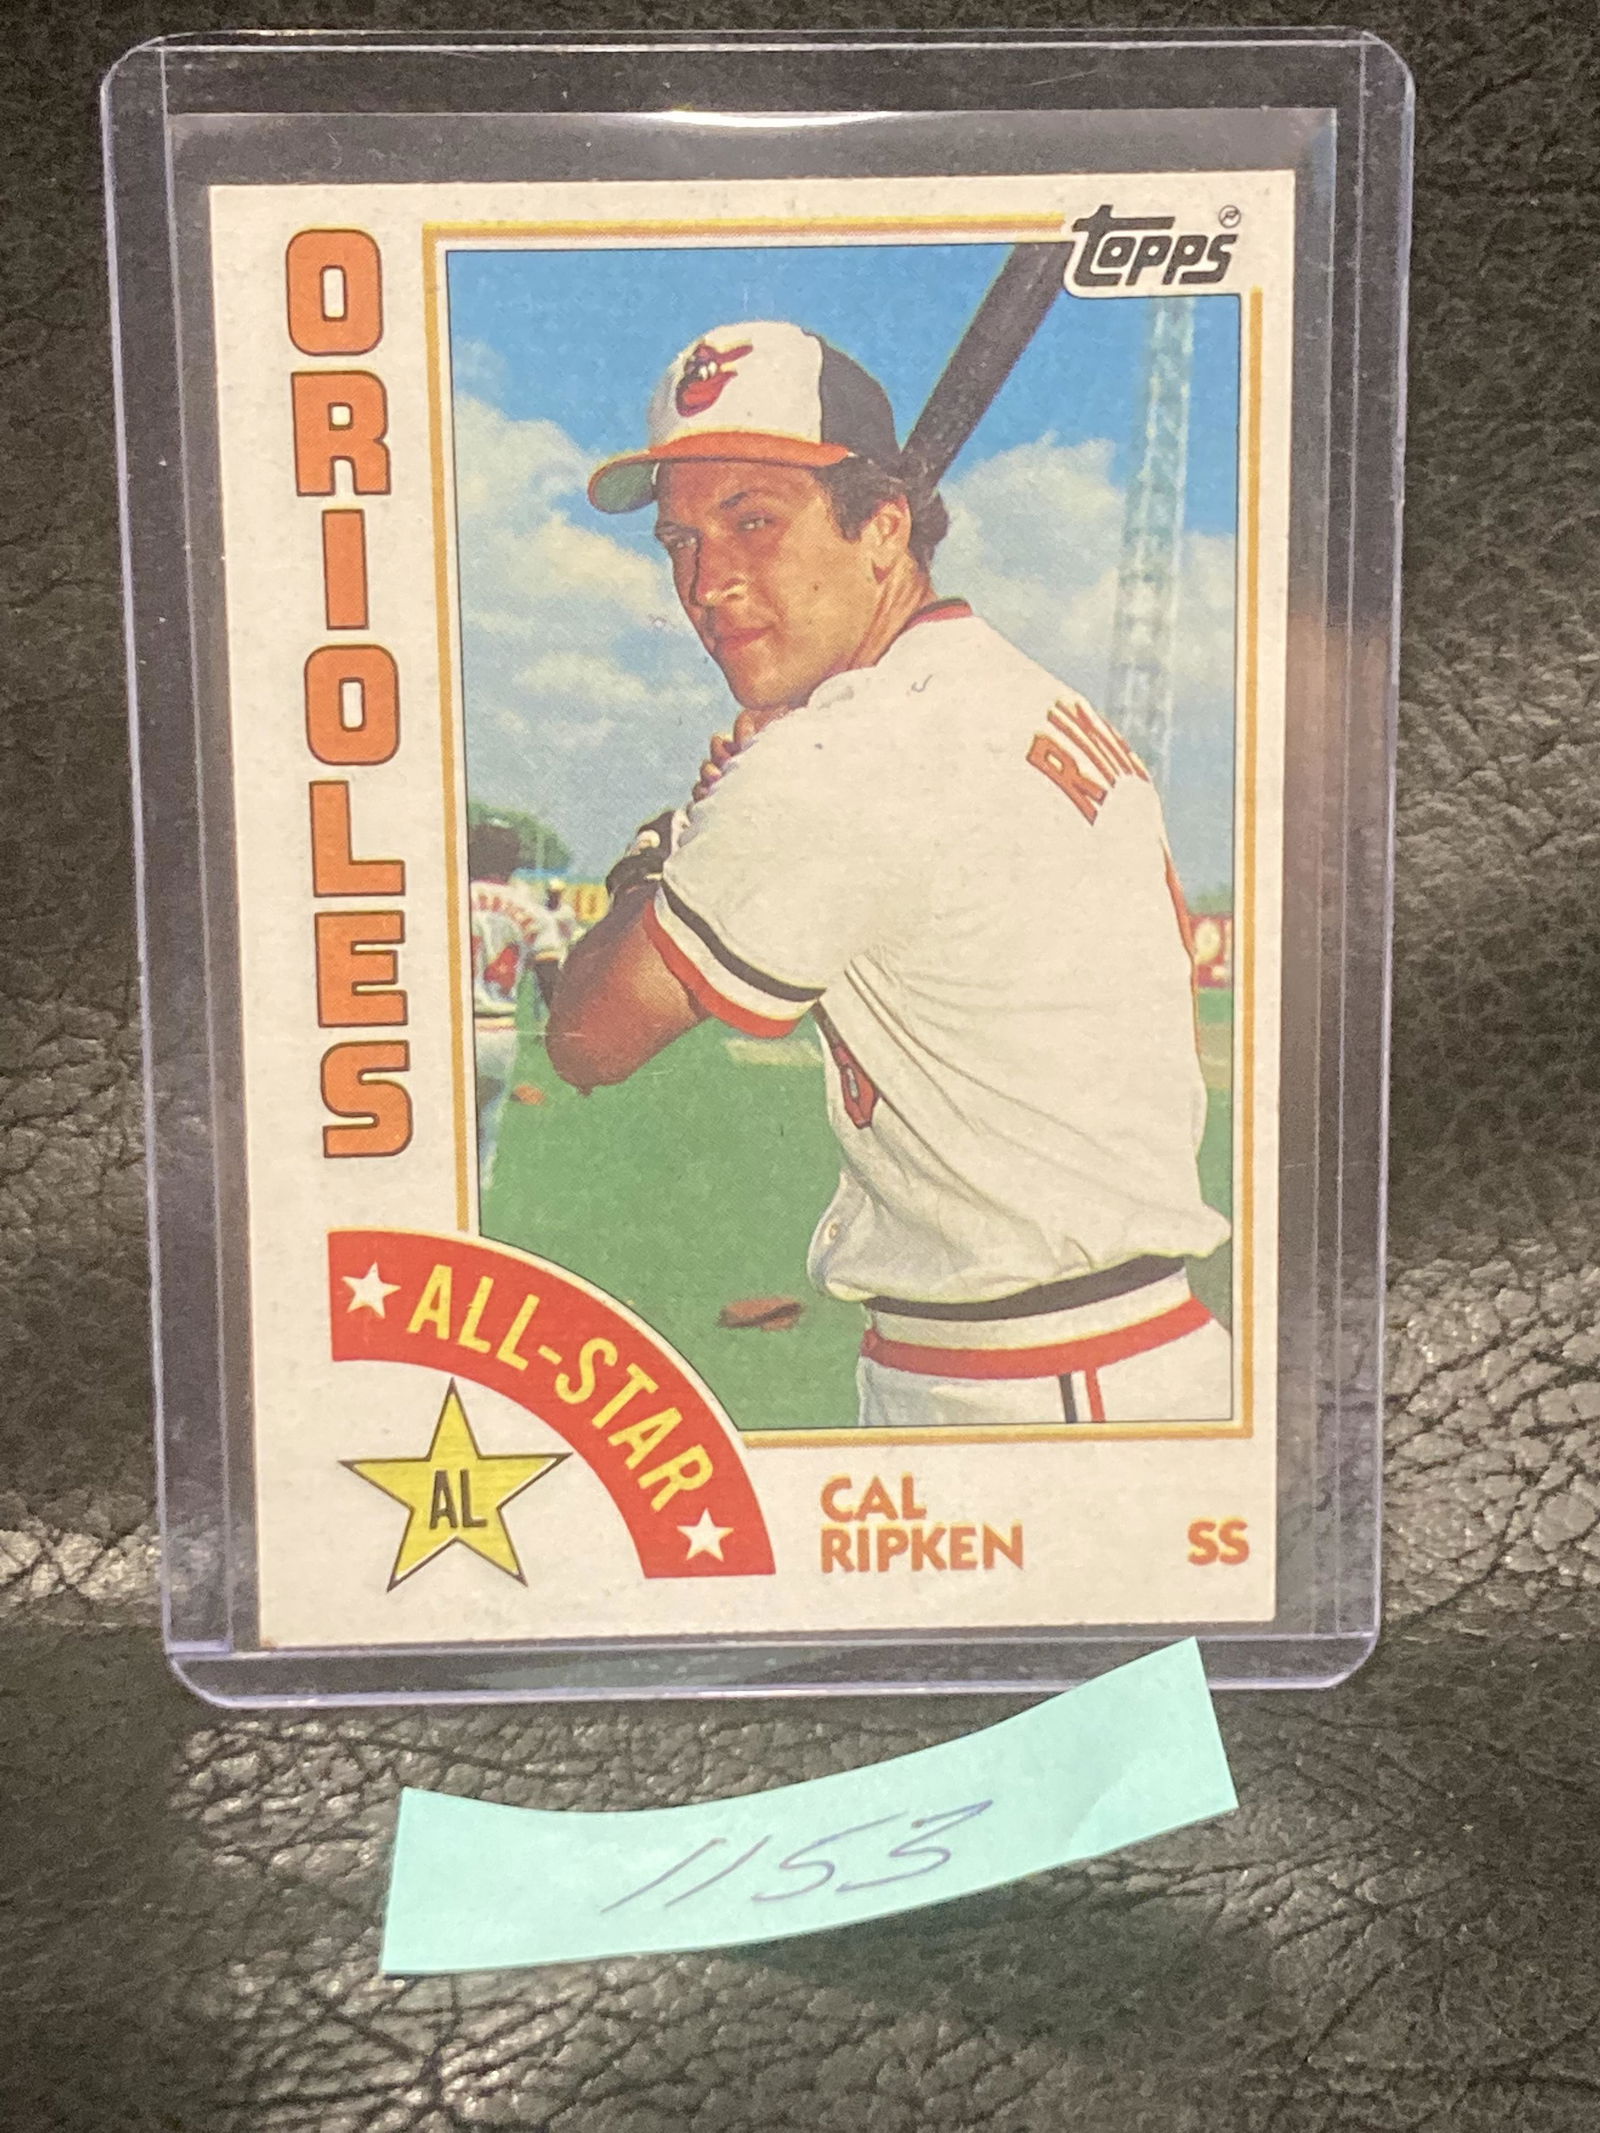 ORIOLES
topps®
ALL-STAR
AL
CAL
RIPKEN
SS
1153